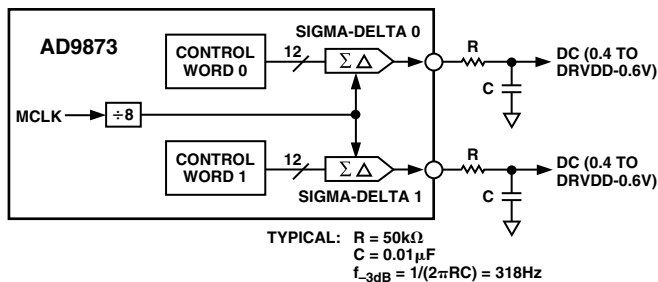 AD9873
SIGMA-DELTA 0
CONTROL
WORD 0
12
Σ Δ
R
DC (0.4 TO
DRVDD-0.6V)
C
MCLK
÷8
CONTROL
WORD 1
12
Σ Δ
R
DC (0.4 TO
DRVDD-0.6V)
C
SIGMA-DELTA 1
TYPICAL: R = 50kΩ
C = 0.01μF
f–3dB = 1/(2πRC) = 318Hz